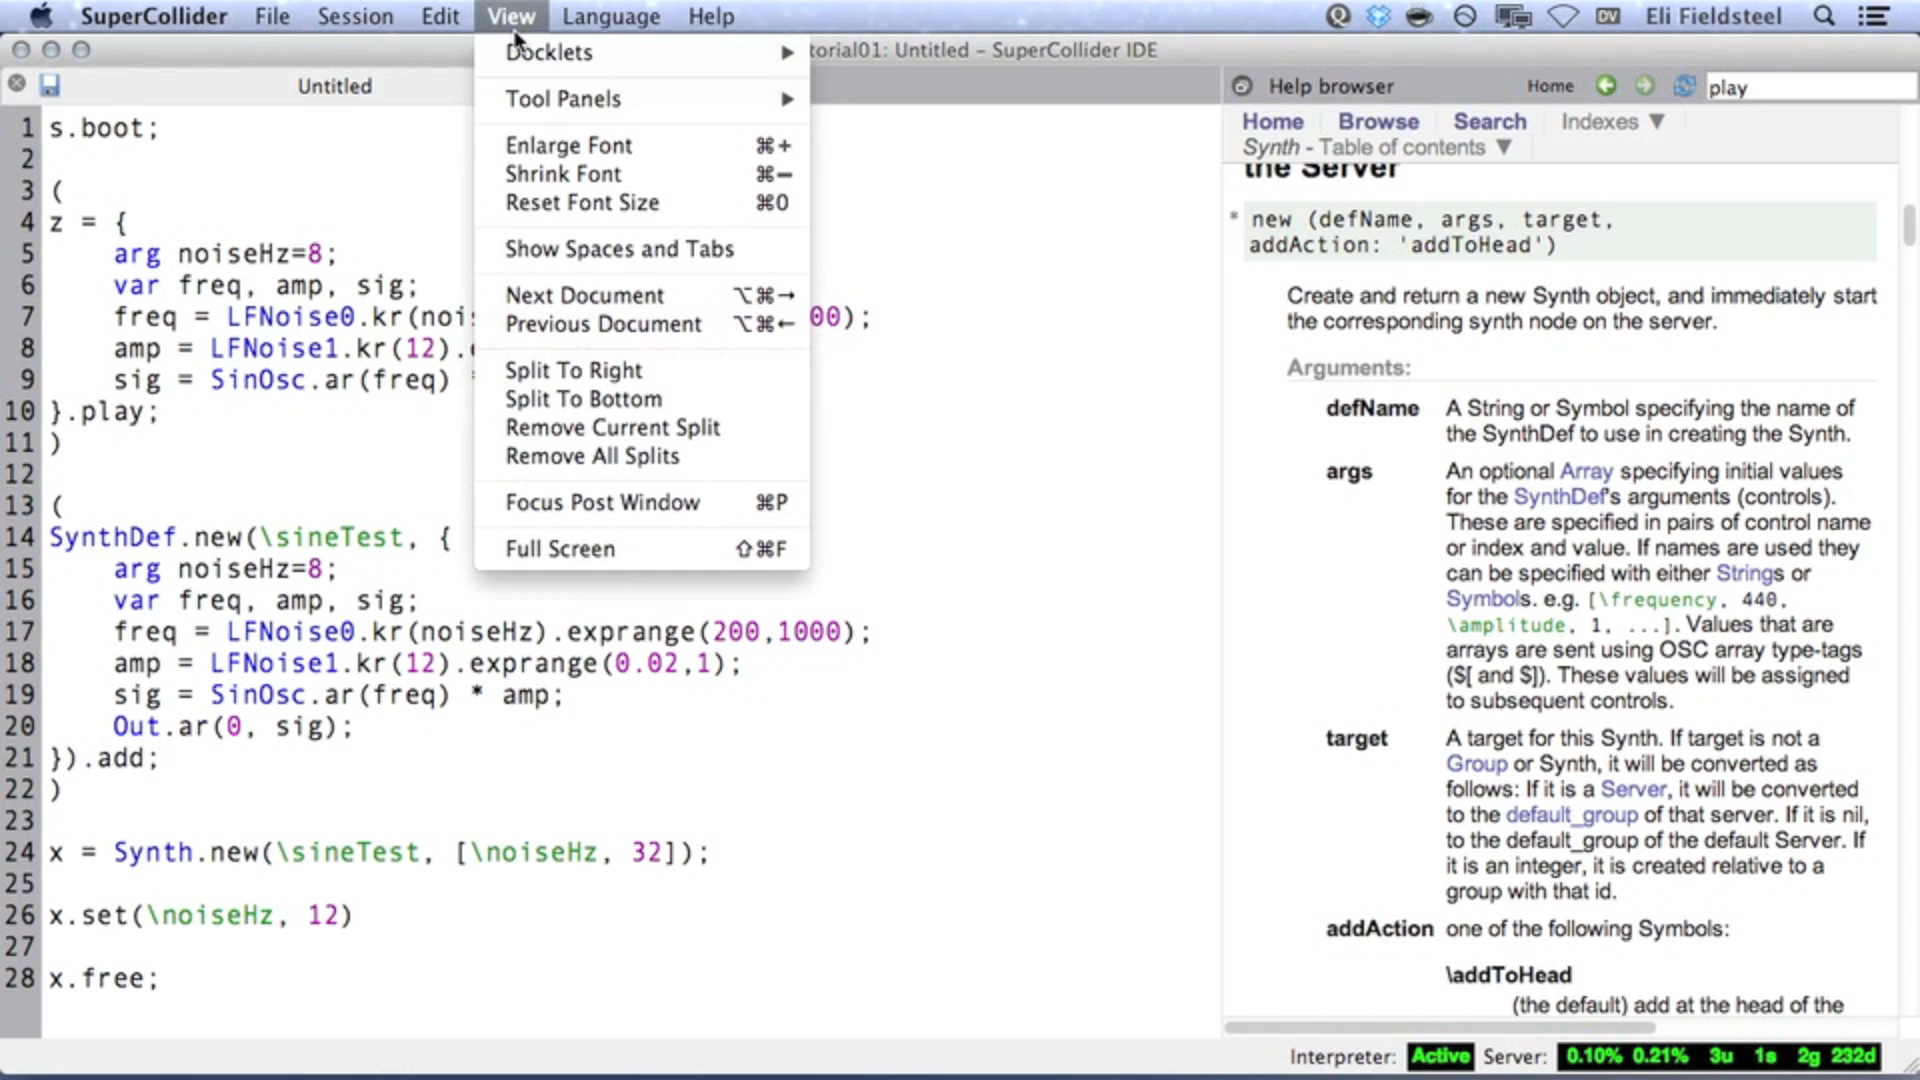 SuperCollider File Session Edit View Language Help Eli Fieldsteel
Docklets
torial01: Untitled – SuperCollider IDE
Untitled
Tool Panels
Enlarge Font ⌘+
Shrink Font ⌘−
Reset Font Size ⌘0
Show Spaces and Tabs
Next Document ⌥⌘→
Previous Document ⌥⌘←
Split To Right
Split To Bottom
Remove Current Split
Remove All Splits
Focus Post Window ⌘P
Full Screen ⇧⌘F
1 s.boot;
2
3 (
4 z = {
5 arg noiseHz=8;
6 var freq, amp, sig;
7 freq = LFNoise0.kr(noi 00);
8 amp = LFNoise1.kr(12).
9 sig = SinOsc.ar(freq)
10 }.play;
11 )
12
13 (
14 SynthDef.new(\sineTest, {
15 arg noiseHz=8;
16 var freq, amp, sig;
17 freq = LFNoise0.kr(noiseHz).exprange(200,1000);
18 amp = LFNoise1.kr(12).exprange(0.02,1);
19 sig = SinOsc.ar(freq) * amp;
20 Out.ar(0, sig);
21 }).add;
22 )
23
24 x = Synth.new(\sineTest, [\noiseHz, 32]);
25
26 x.set(\noiseHz, 12)
27
28 x.free;
Help browser Home play
Home Browse Search Indexes ▼
Synth - Table of contents ▼
the Server
* new (defName, args, target,
addAction: 'addToHead')
Create and return a new Synth object, and immediately start
the corresponding synth node on the server.
Arguments:
defName A String or Symbol specifying the name of
the SynthDef to use in creating the Synth.
args An optional Array specifying initial values
for the SynthDef's arguments (controls).
These are specified in pairs of control name
or index and value. If names are used they
can be specified with either Strings or
Symbols. e.g. [\frequency, 440,
\amplitude, 1, ...]. Values that are
arrays are sent using OSC array type-tags
($[ and $]). These values will be assigned
to subsequent controls.
target A target for this Synth. If target is not a
Group or Synth, it will be converted as
follows: If it is a Server, it will be converted
to the default_group of that server. If it is nil,
to the default_group of the default Server. If
it is an integer, it is created relative to a
group with that id.
addAction one of the following Symbols:
\addToHead
(the default) add at the head of the
Interpreter: Active Server: 0.10% 0.21% 3u 1s 2g 232d